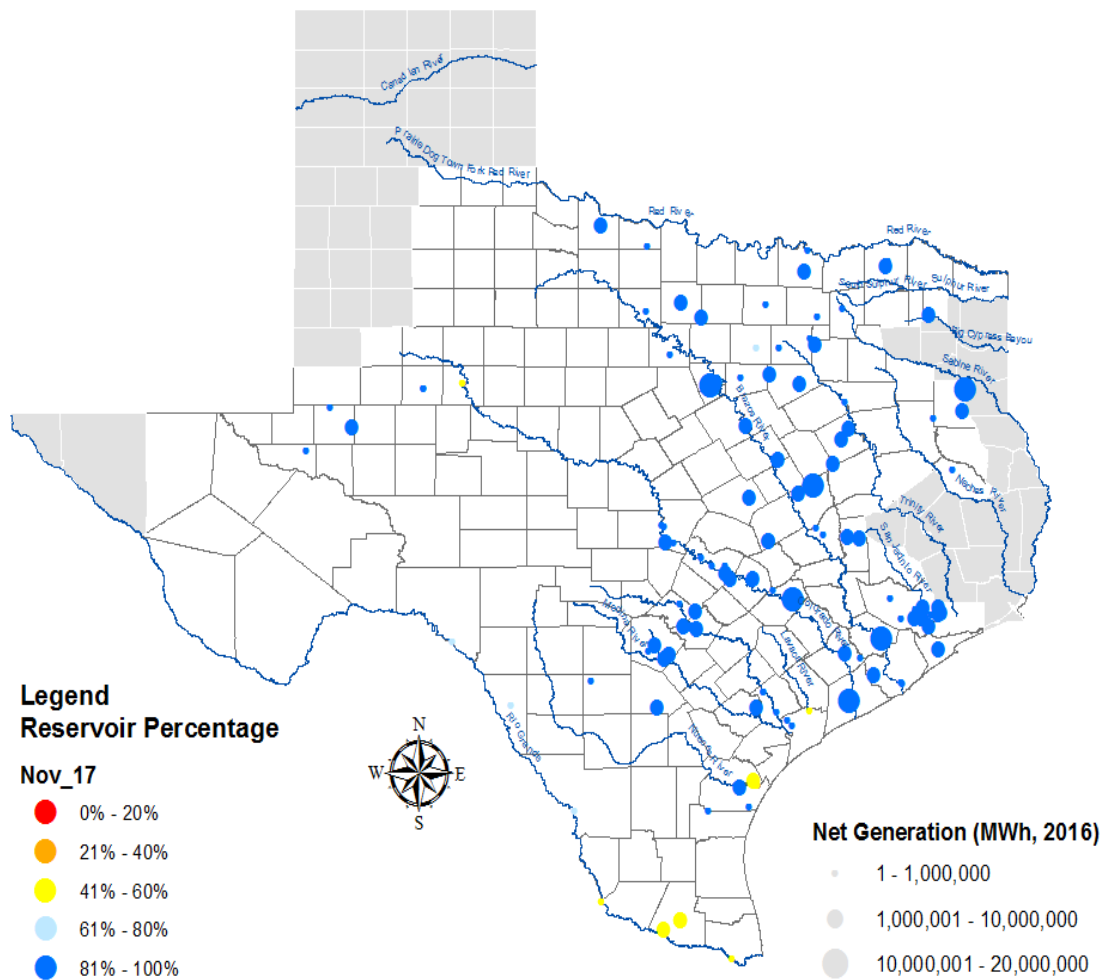 Canadian River
Prairie Dog Town Fork Red River
Red River
Red River
South Sulphur River
Sulphur River
Big Cypress Bayou
Sabine River
Brazos River
Neches River
Trinity River
San Jacinto River
Colorado River
Medina River
Lavaca River
Rio Grande
Nueces River
Legend
Reservoir Percentage
Nov_17
0% - 20%
21% - 40%
41% - 60%
61% - 80%
81% - 100%
N
W E
S
Net Generation (MWh, 2016)
1 - 1,000,000
1,000,001 - 10,000,000
10,000,001 - 20,000,000